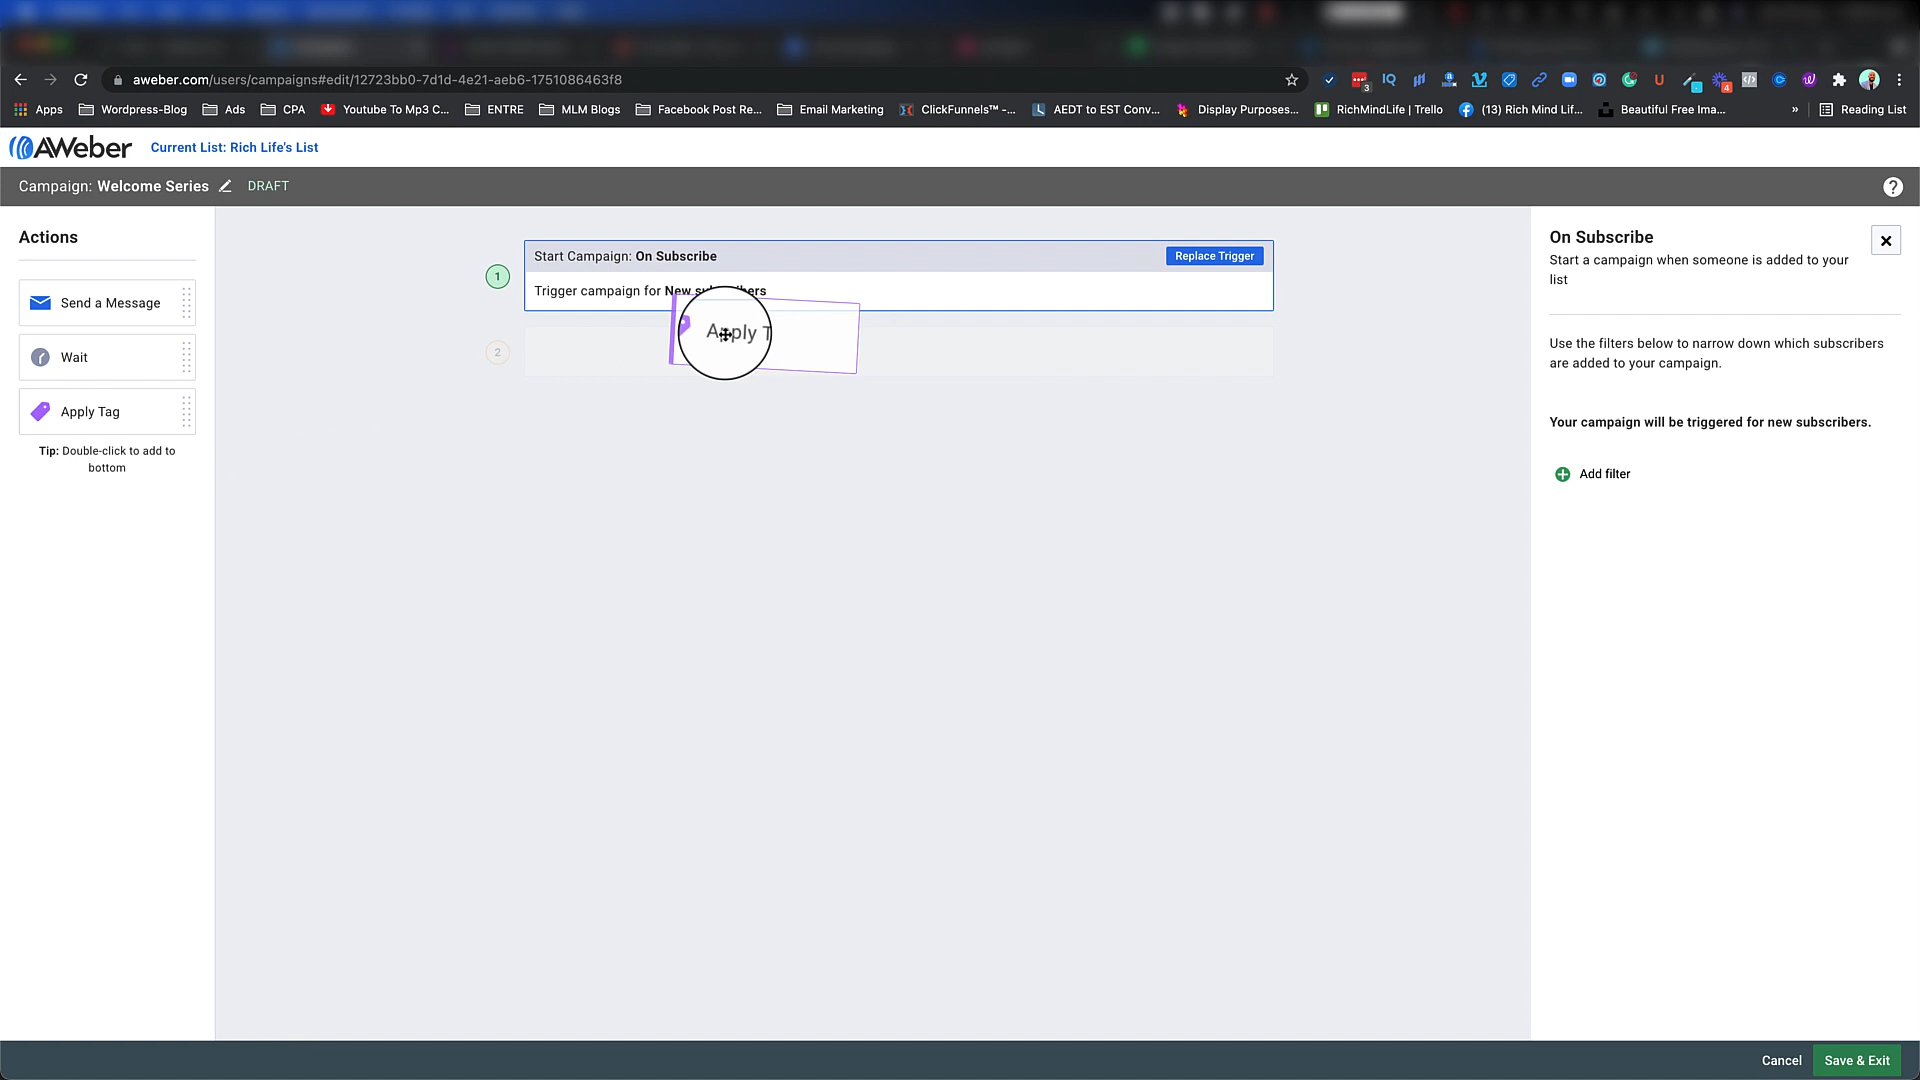 aweber.com/users/campaigns#edit/12723bb0-7d1d-4e21-aeb6-1751086463f8
3
4
Apps
Wordpress-Blog
Ads
CPA
Youtube To Mp3 C...
ENTRE
MLM Blogs
Facebook Post Re...
Email Marketing
ClickFunnels™ -...
AEDT to EST Conv...
Display Purposes...
RichMindLife | Trello
(13) Rich Mind Lif...
Beautiful Free Ima...
»
Reading List
AWeber
Current List: Rich Life's List
Campaign: Welcome Series
DRAFT
?
Actions
Send a Message
Wait
Apply Tag
Tip: Double-click to add to
bottom
1
Start Campaign: On Subscribe
Replace Trigger
Trigger campaign for New subscribers
Apply T
2
On Subscribe
Start a campaign when someone is added to your
list
Use the filters below to narrow down which subscribers
are added to your campaign.
Your campaign will be triggered for new subscribers.
Add filter
Cancel
Save & Exit